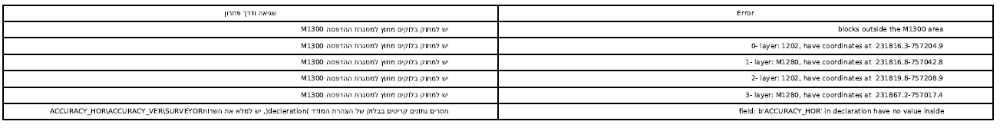 שגיאה ודרך פתרון Error
יש למחוק בלוקים מחוץ למסגרת ההדפסה M1300 blocks outside the M1300 area
יש למחוק בלוקים מחוץ למסגרת ההדפסה M1300 0- layer: 1202, have coordinates at 231816.3-757204.9
יש למחוק בלוקים מחוץ למסגרת ההדפסה M1300 1- layer: M1280, have coordinates at 231816.8-757042.8
יש למחוק בלוקים מחוץ למסגרת ההדפסה M1300 2- layer: 1202, have coordinates at 231819.8-757208.9
יש למחוק בלוקים מחוץ למסגרת ההדפסה M1300 3- layer: M1280, have coordinates at 231867.2-757017.4
חסרים נתונים קריטים בבלוק של הצהרת המודד (decleration), יש למלא את השדות ACCURACY_HOR\ACCURACY_VER\SURVEYOR field: b'ACCURACY_HOR' in declaration have no value inside